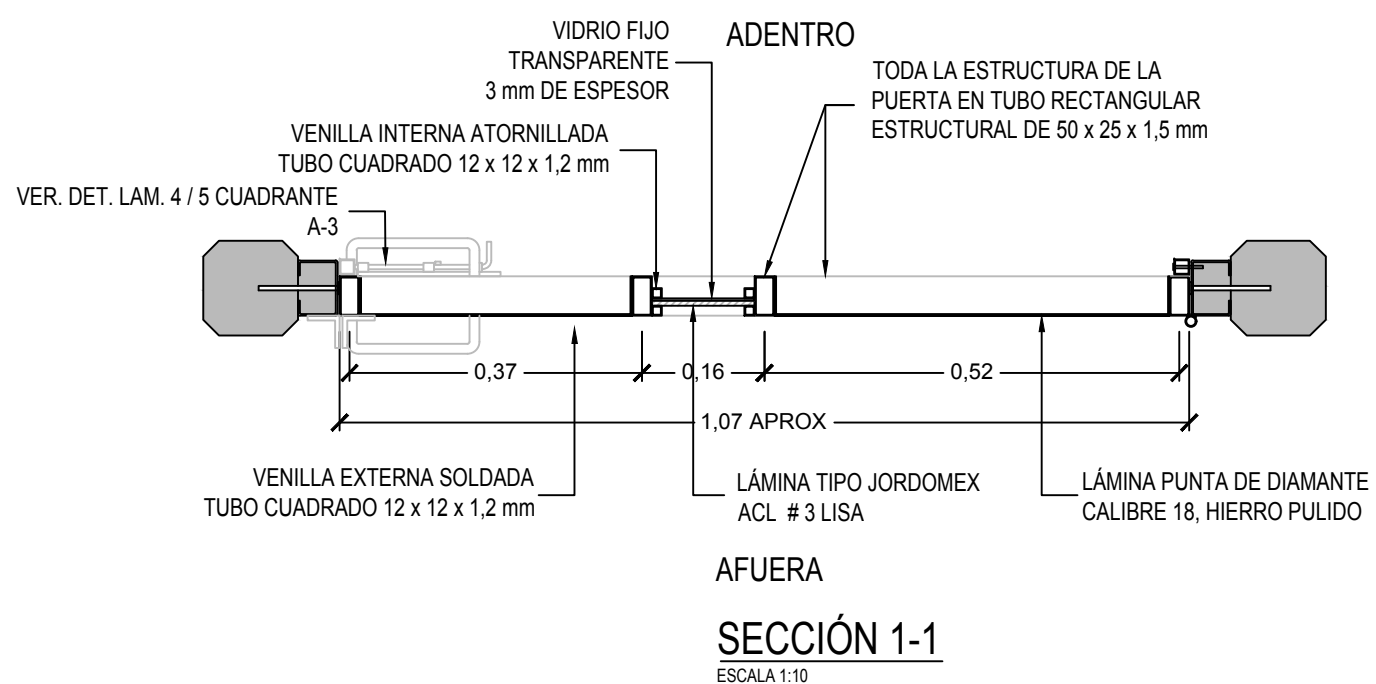 VIDRIO FIJO
TRANSPARENTE
3 mm DE ESPESOR
ADENTRO
TODA LA ESTRUCTURA DE LA
PUERTA EN TUBO RECTANGULAR
ESTRUCTURAL DE 50 x 25 x 1,5 mm
VENILLA INTERNA ATORNILLADA
TUBO CUADRADO 12 x 12 x 1,2 mm
VER. DET. LAM. 4 / 5 CUADRANTE
A-3
0,37
0,16
0,52
1,07 APROX
VENILLA EXTERNA SOLDADA
TUBO CUADRADO 12 x 12 x 1,2 mm
LÁMINA TIPO JORDOMEX
ACL # 3 LISA
LÁMINA PUNTA DE DIAMANTE
CALIBRE 18, HIERRO PULIDO
AFUERA
SECCIÓN 1-1
ESCALA 1:10